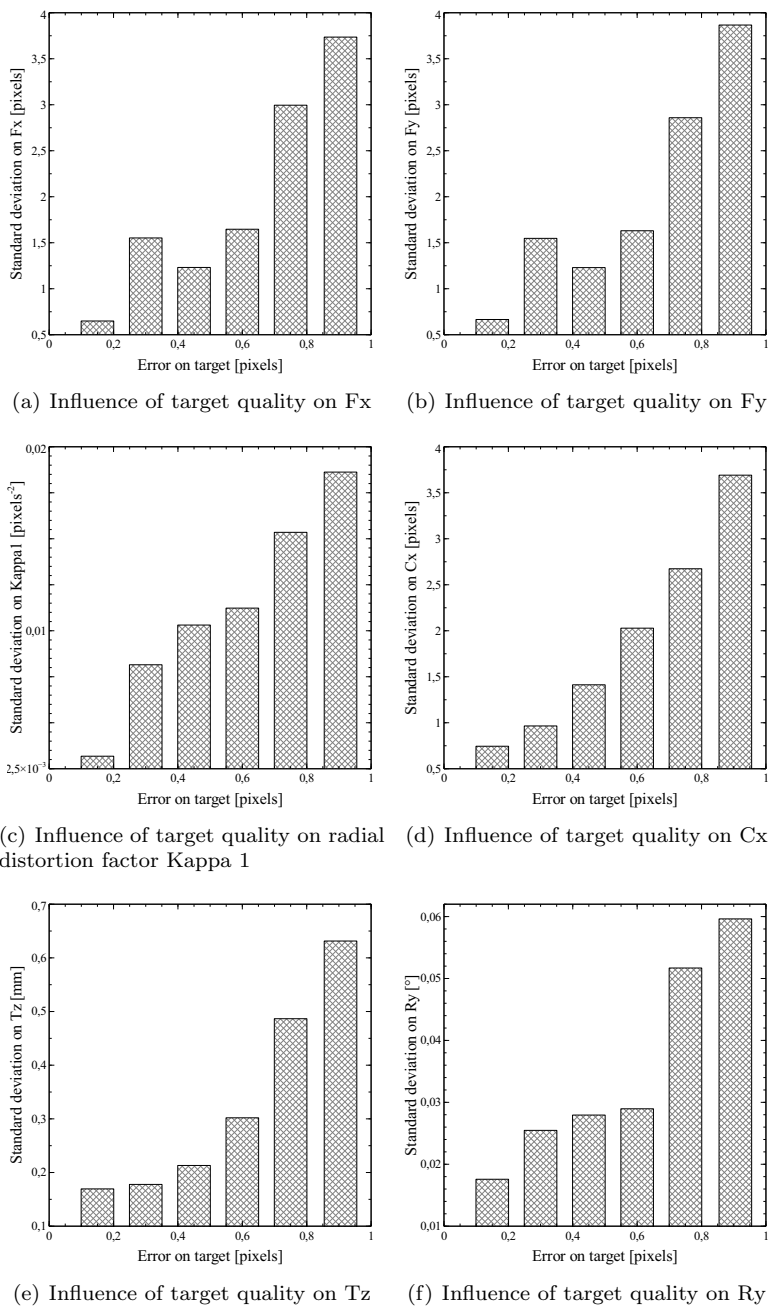 4
3,5
3
2,5
2
1,5
1
0,5
Standard deviation on Fx [pixels]
0 0,2 0,4 0,6 0,8 1
Error on target [pixels]
(a) Influence of target quality on Fx
4
3,5
3
2,5
2
1,5
1
0,5
Standard deviation on Fy [pixels]
0 0,2 0,4 0,6 0,8 1
Error on target [pixels]
(b) Influence of target quality on Fy
0,02
0,01
2,5×10⁻³
Standard deviation on Kappa1 [pixels⁻²]
0 0,2 0,4 0,6 0,8 1
Error on target [pixels]
(c) Influence of target quality on radial
distortion factor Kappa 1
4
3,5
3
2,5
2
1,5
1
0,5
Standard deviation on Cx [pixels]
0 0,2 0,4 0,6 0,8 1
Error on target [pixels]
(d) Influence of target quality on Cx
0,7
0,6
0,5
0,4
0,3
0,2
0,1
Standard deviation on Tz [mm]
0 0,2 0,4 0,6 0,8 1
Error on target [pixels]
(e) Influence of target quality on Tz
0,06
0,05
0,04
0,03
0,02
0,01
Standard deviation on Ry [°]
0 0,2 0,4 0,6 0,8 1
Error on target [pixels]
(f) Influence of target quality on Ry